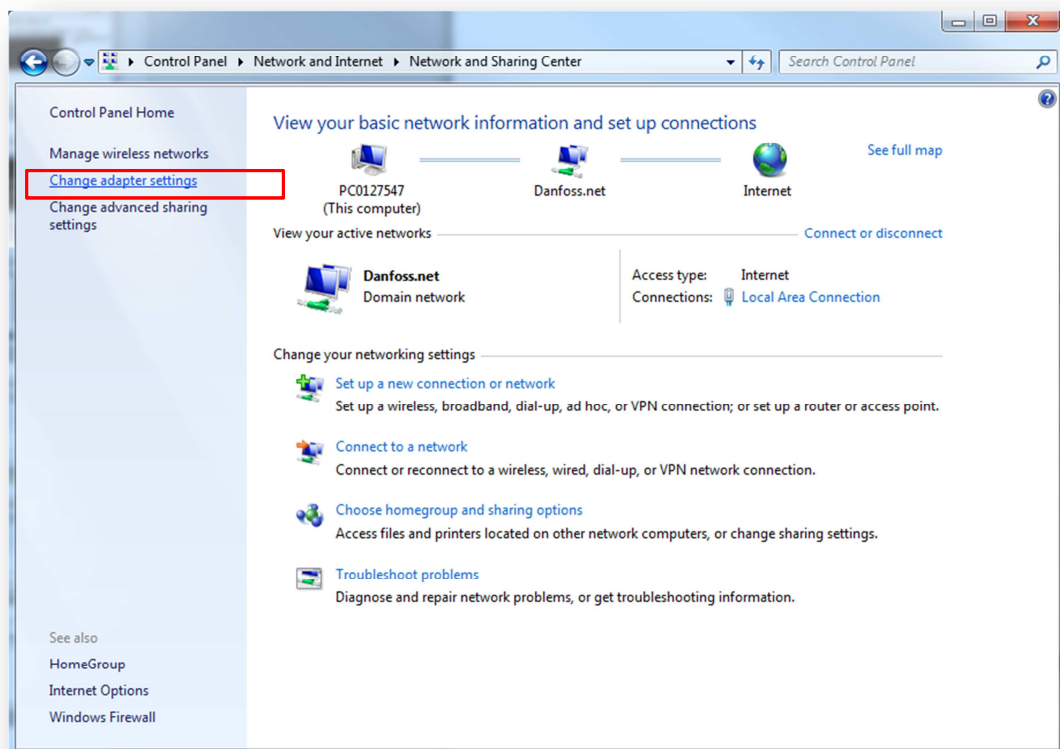 Control Panel Network and Internet Network and Sharing Center
Search Control Panel
Control Panel Home
Manage wireless networks
Change adapter settings
Change advanced sharing
settings
View your basic network information and set up connections
See full map
PC0127547
(This computer)
Danfoss.net
Internet
View your active networks
Connect or disconnect
Danfoss.net
Domain network
Access type: Internet
Connections: Local Area Connection
Change your networking settings
Set up a new connection or network
Set up a wireless, broadband, dial-up, ad hoc, or VPN connection; or set up a router or access point.
Connect to a network
Connect or reconnect to a wireless, wired, dial-up, or VPN network connection.
Choose homegroup and sharing options
Access files and printers located on other network computers, or change sharing settings.
Troubleshoot problems
Diagnose and repair network problems, or get troubleshooting information.
See also
HomeGroup
Internet Options
Windows Firewall